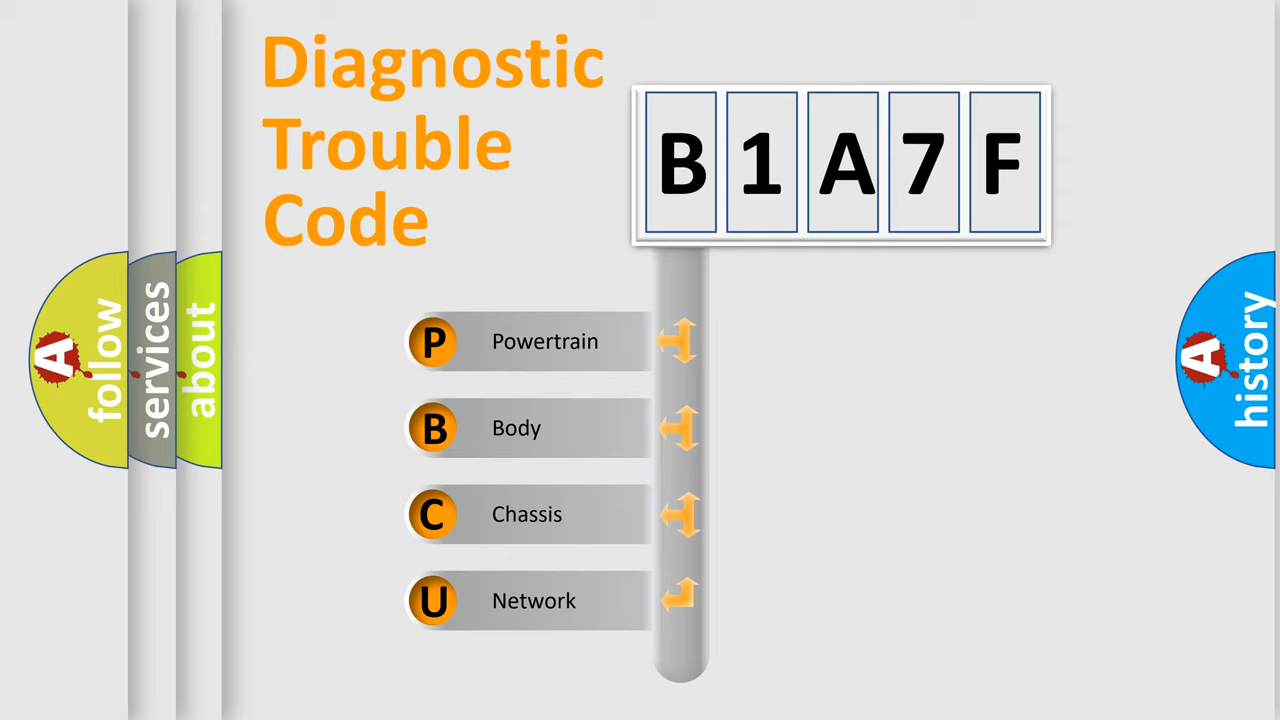 Diagnostic
Trouble
Code
B 1 A 7 F
P Powertrain
B Body
C Chassis
U Network
A follow
services
about
A history